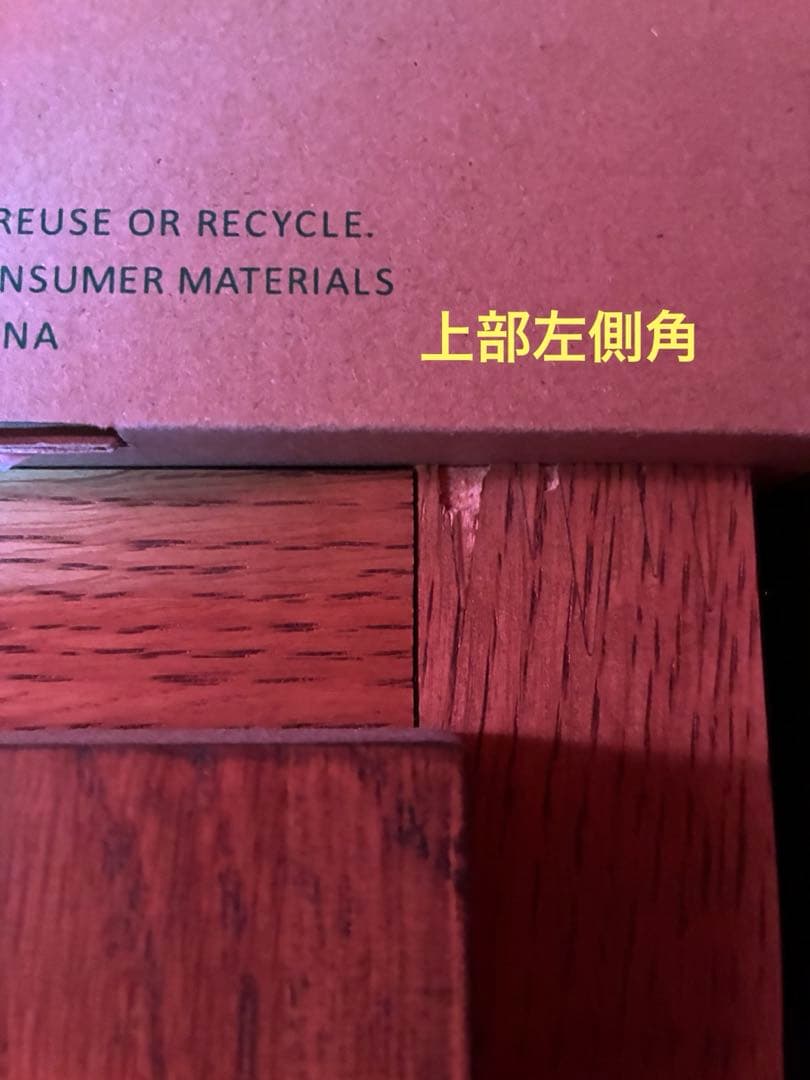 REUSE OR RECYCLE.
NSUMER MATERIALS
NA
上部左側角